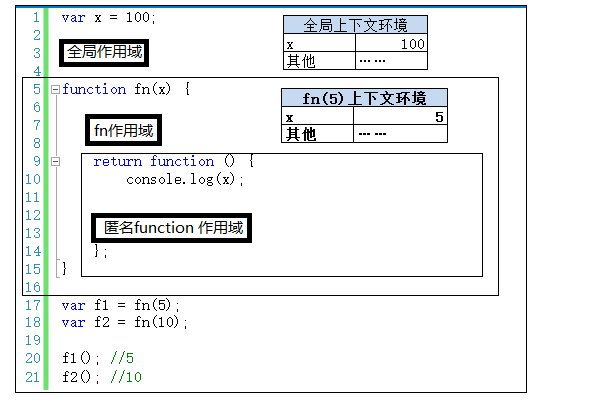 1 var x = 100;
全局上下文环境
2
x 100
3 全局作用域
其他 ……
4
5 function fn(x) {
6
fn(5)上下文环境
x 5
7 fn作用域
其他 ……
8
9 return function () {
10 console.log(x);
11
12
匿名function 作用域
13
14 };
15 }
16
17 var f1 = fn(5);
18 var f2 = fn(10);
19
20 f1(); //5
21 f2(); //10